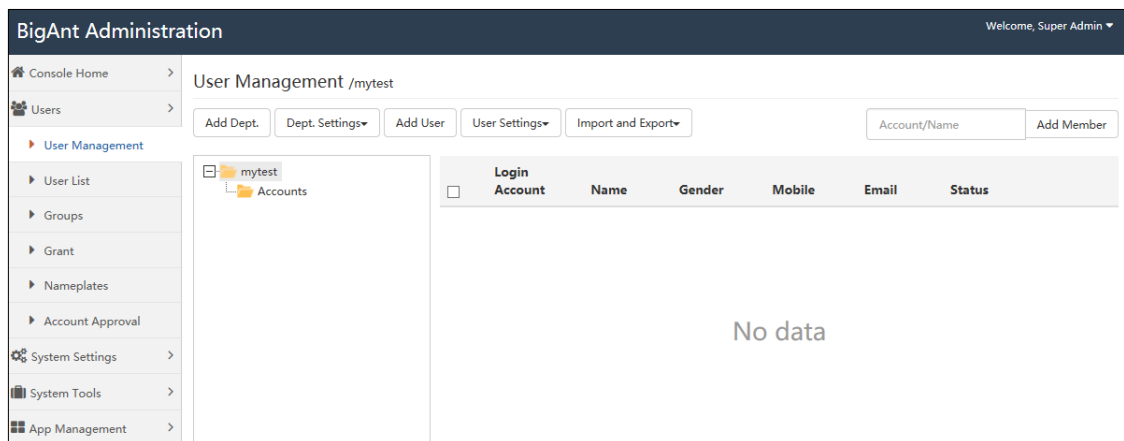 BigAnt Administration
Welcome, Super Admin
Console Home
Users
User Management
User List
Groups
Grant
Nameplates
Account Approval
System Settings
System Tools
App Management
User Management /mytest
Add Dept. Dept. Settings Add User User Settings Import and Export Account/Name Add Member
mytest
Accounts
Login
Account Name Gender Mobile Email Status
No data